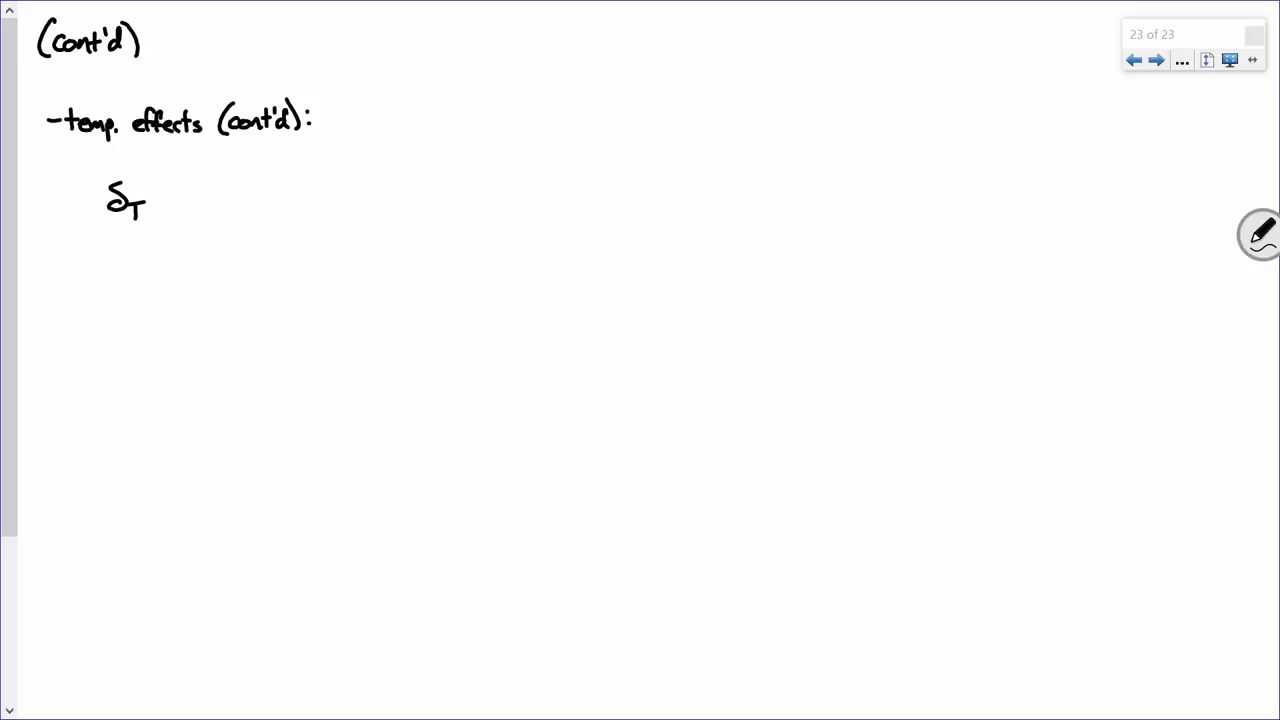 (cont'd)
23 of 23
-temp. effects (cont'd):
δT